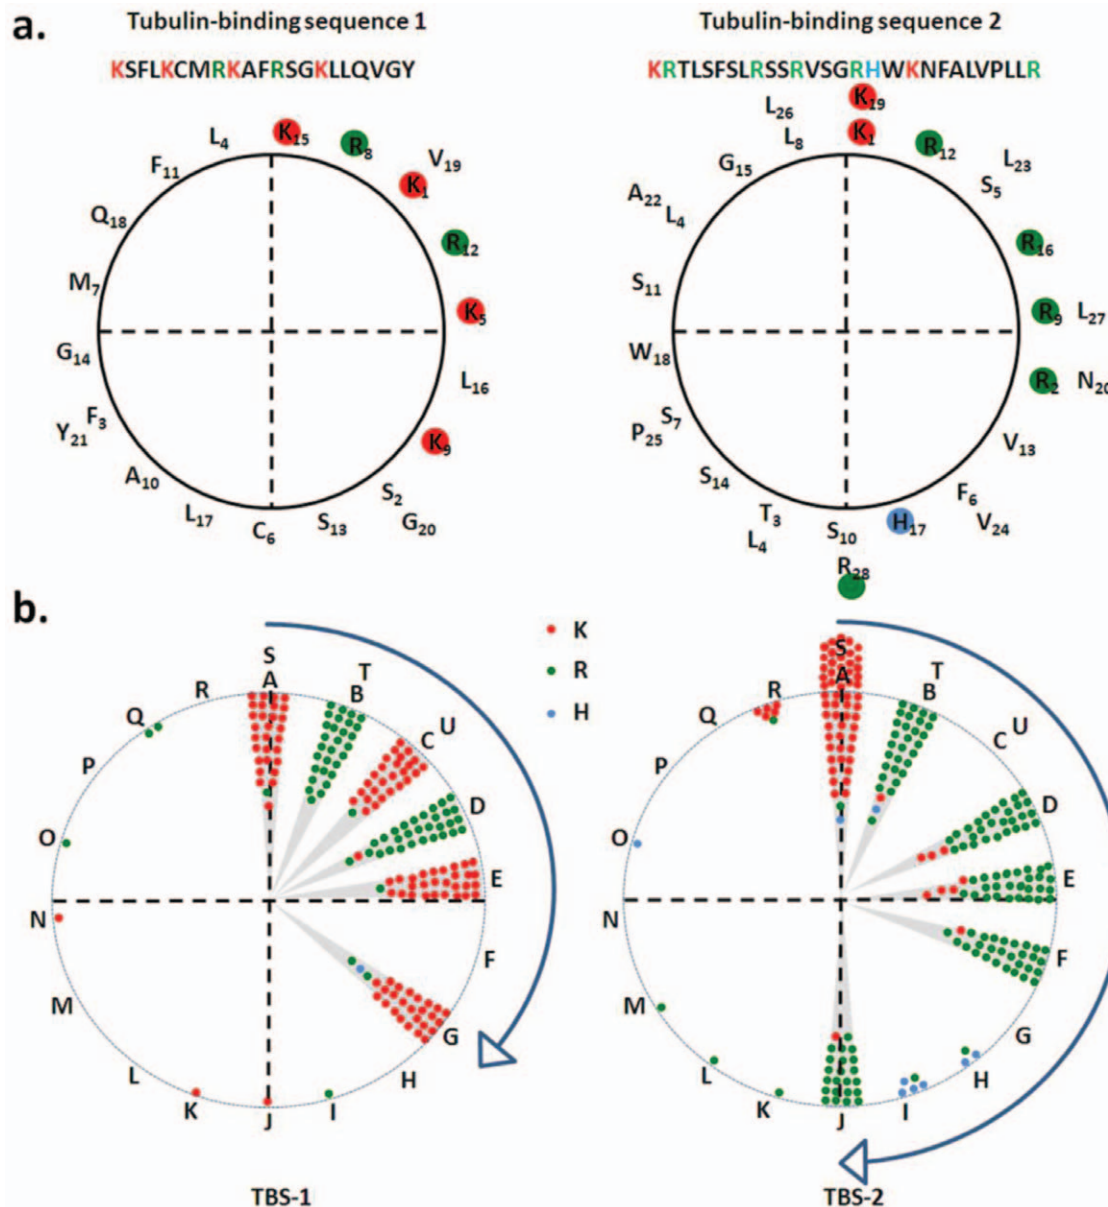 a.
Tubulin-binding sequence 1
Tubulin-binding sequence 2
KSFLKCMRKAFRSGKLLQVGY
KRTLSFSLRSSRVSGRHWKNFALVPLLR
L4
K15
R8
V19
F11
K1
Q18
R12
M7
K5
G14
L16
F3
Y21
K9
A10
S2
L17
G20
C6
S13
L26
K19
L8
K1
R12
G15
L23
S5
A22
L4
R16
S11
R9
L27
W18
R2
N20
S7
P25
V13
S14
F6
T3
V24
L4
S10
H17
R28
b.
K
R
H
S
A
T
B
U
C
D
E
F
G
H
I
J
K
L
M
N
O
P
Q
R
S
A
T
B
U
C
D
E
F
G
H
I
J
K
L
M
N
O
P
Q
R
TBS-1
TBS-2